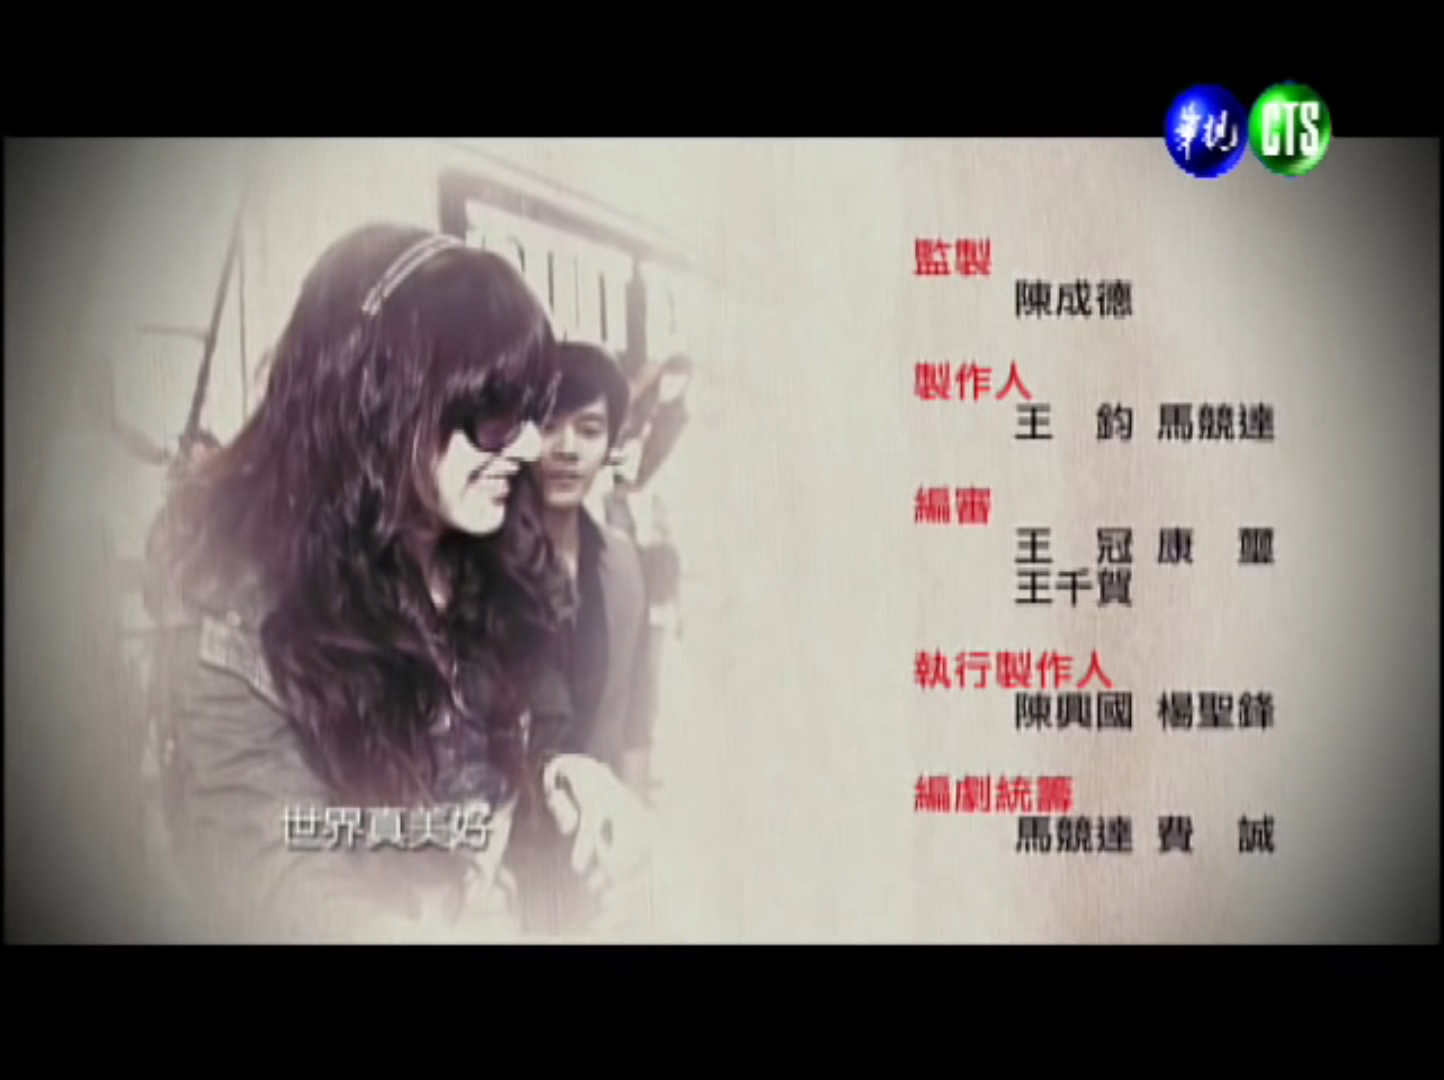 華視 CTS
監製
陳成德
製作人
王　鈞 馬競達
編審
王　冠 康　璽
王千賀
執行製作人
陳興國 楊聖鋒
編劇統籌
馬競達 費　誠
世界真美好